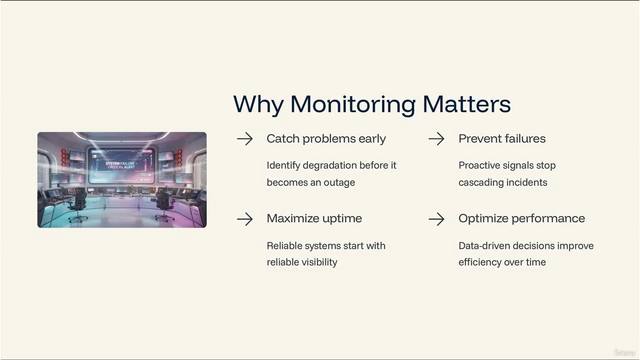 Why Monitoring Matters
Catch problems early
Identify degradation before it
becomes an outage
Prevent failures
Proactive signals stop
cascading incidents
Maximize uptime
Reliable systems start with
reliable visibility
Optimize performance
Data-driven decisions improve
efficiency over time